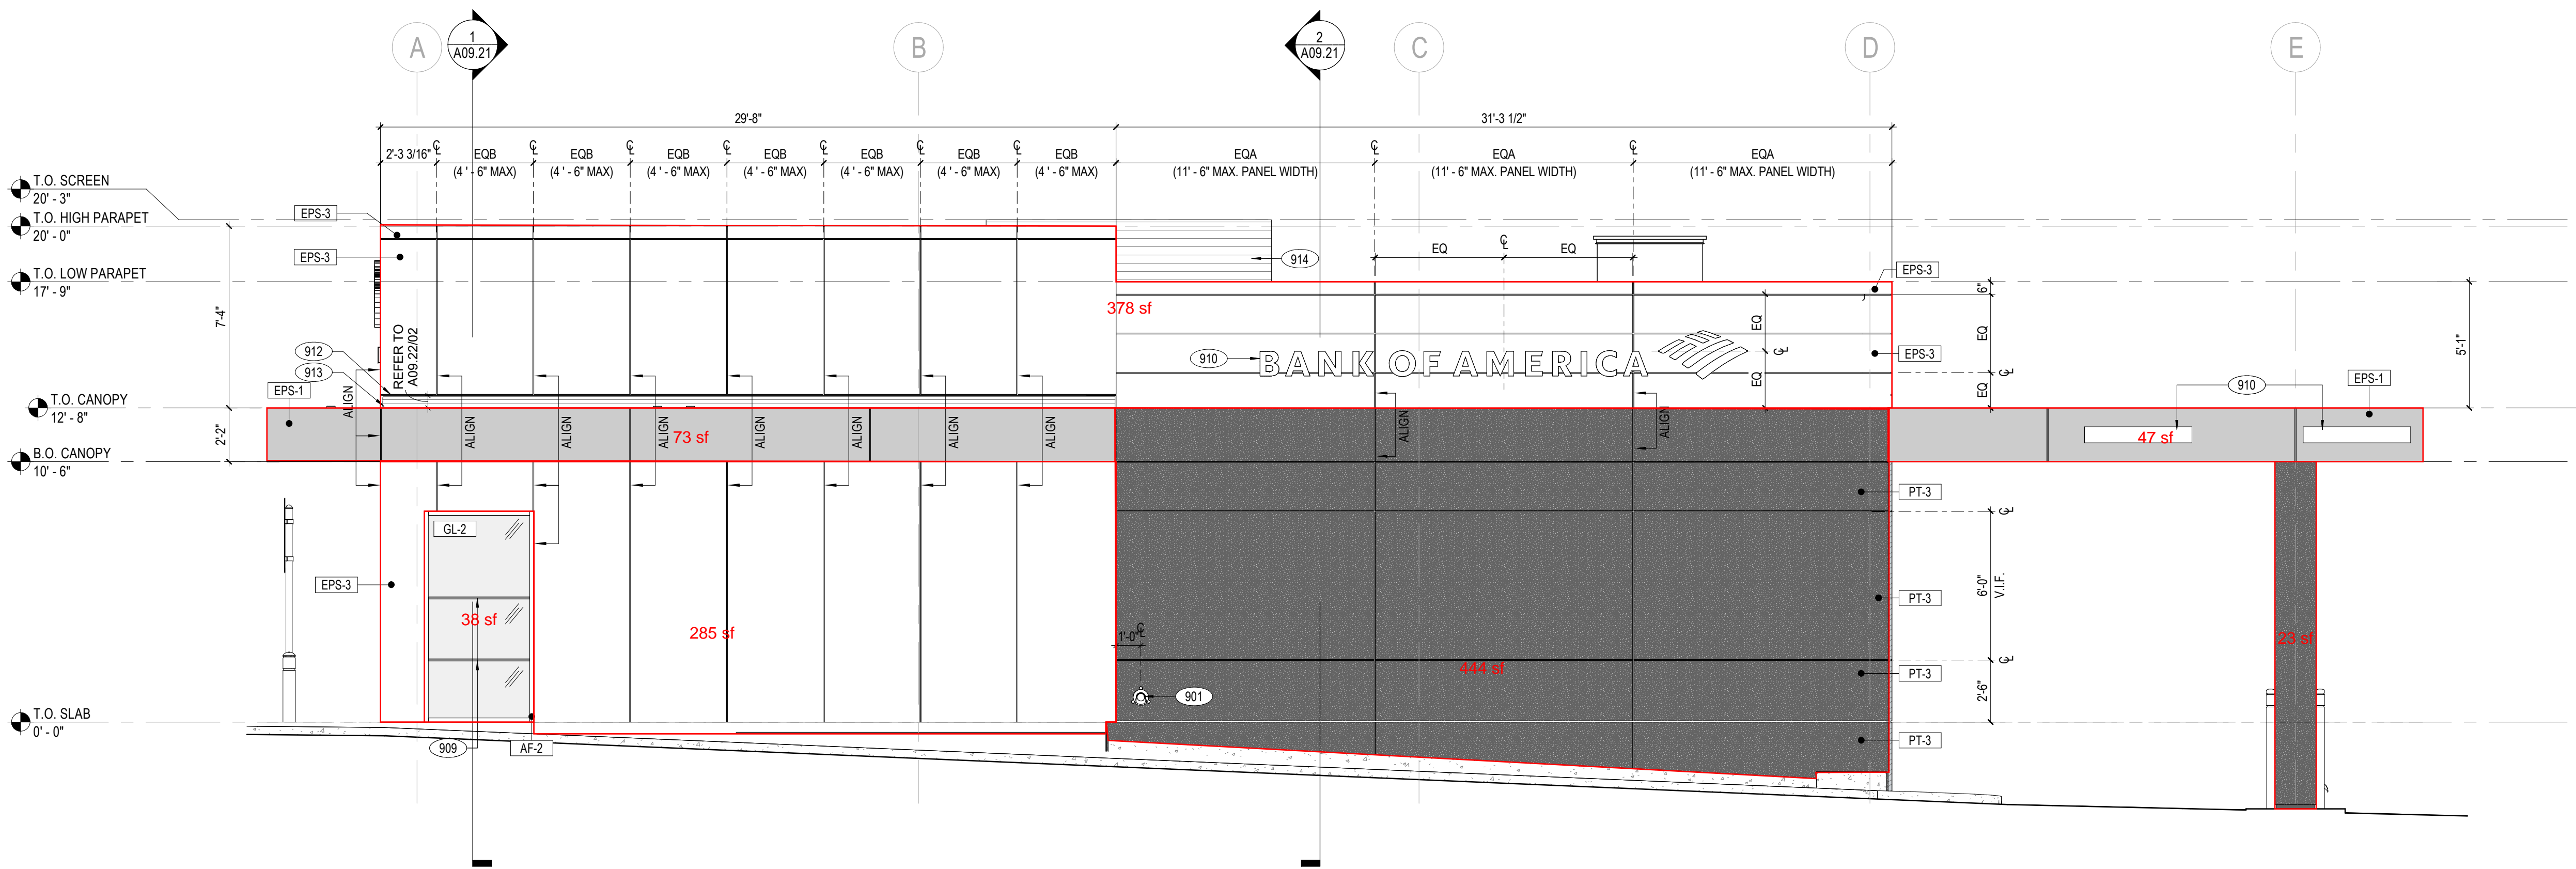 A
1
A09.21
B
2
A09.21
C
D
E
29'-8"
31'-3 1/2"
2'-3 3/16"
EQB
EQB
EQB
EQB
EQB
EQB
EQA
EQA
EQA
(4 ' - 6" MAX)
(4 ' - 6" MAX)
(4 ' - 6" MAX)
(4 ' - 6" MAX)
(4 ' - 6" MAX)
(4 ' - 6" MAX)
(4 ' - 6" MAX)
EQB
(11' - 6" MAX. PANEL WIDTH)
(11' - 6" MAX. PANEL WIDTH)
(11' - 6" MAX. PANEL WIDTH)
T.O. SCREEN
20' - 3"
T.O. HIGH PARAPET
20' - 0"
T.O. LOW PARAPET
17' - 9"
T.O. CANOPY
12' - 8"
B.O. CANOPY
10' - 6"
T.O. SLAB
0' - 0"
EPS-3
EPS-3
7'-4"
912
913
EPS-1
ALIGN
REFER TO
A09.22/02
2'-2"
ALIGN
ALIGN
ALIGN
73 sf
ALIGN
ALIGN
ALIGN
ALIGN
GL-2
EPS-3
38 sf
285 sf
909
AF-2
914
EQ
EQ
378 sf
910
BANK OF AMERICA
EQ
EQ
EPS-3
6"
EQ
EPS-3
EQ
5'-1"
910
EPS-1
47 sf
ALIGN
ALIGN
PT-3
PT-3
6'-0"
V.I.F.
1'-0"
901
444 sf
PT-3
2'-6"
PT-3
23 sf